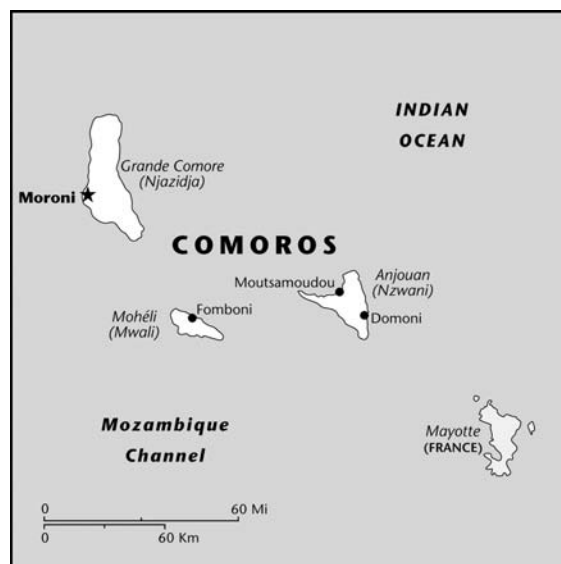 INDIAN
OCEAN
Grande Comore
(Njazidja)
Moroni
COMOROS
Moutsamoudou
Anjouan
(Nzwani)
Mohéli
(Mwali)
Fomboni
Domoni
Mozambique
Channel
Mayotte
(FRANCE)
0 60 Mi
0 60 Km